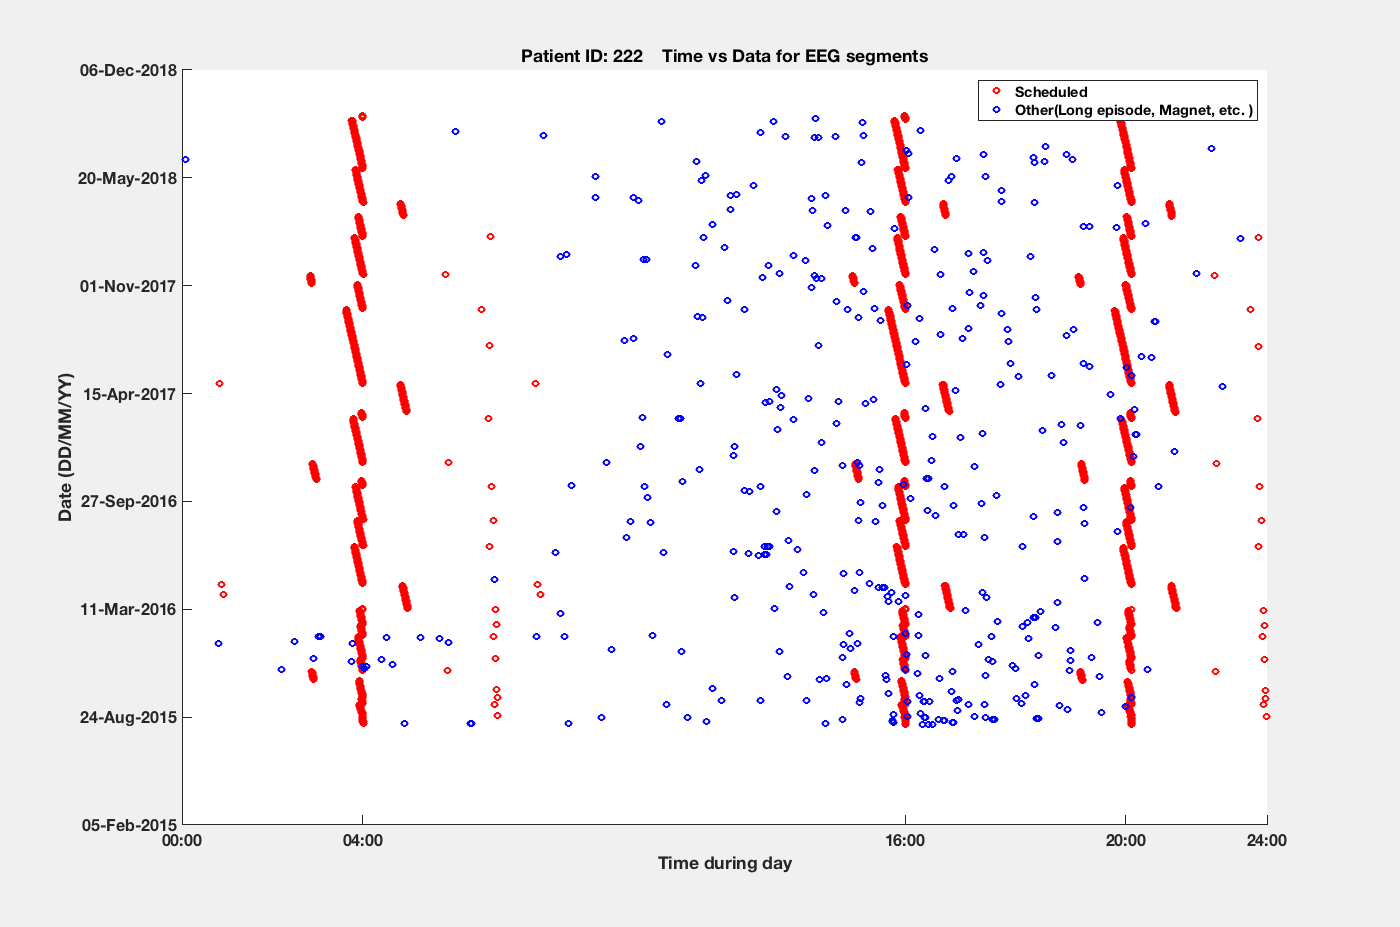 Patient ID: 222    Time vs Data for EEG segments
06-Dec-2018
Scheduled
Other(Long episode, Magnet, etc. )
20-May-2018
01-Nov-2017
15-Apr-2017
27-Sep-2016
11-Mar-2016
24-Aug-2015
05-Feb-2015
Date (DD/MM/YY)
00:00 04:00 16:00 20:00 24:00
Time during day